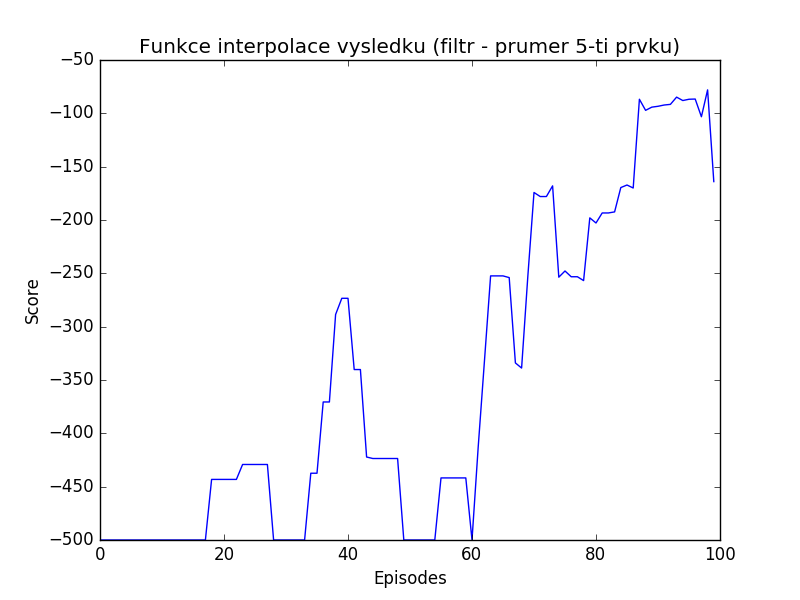 Funkce interpolace vysledku (filtr - prumer 5-ti prvku)
−50
−100
−150
−200
−250
−300
−350
−400
−450
−500
Score
0 20 40 60 80 100
Episodes